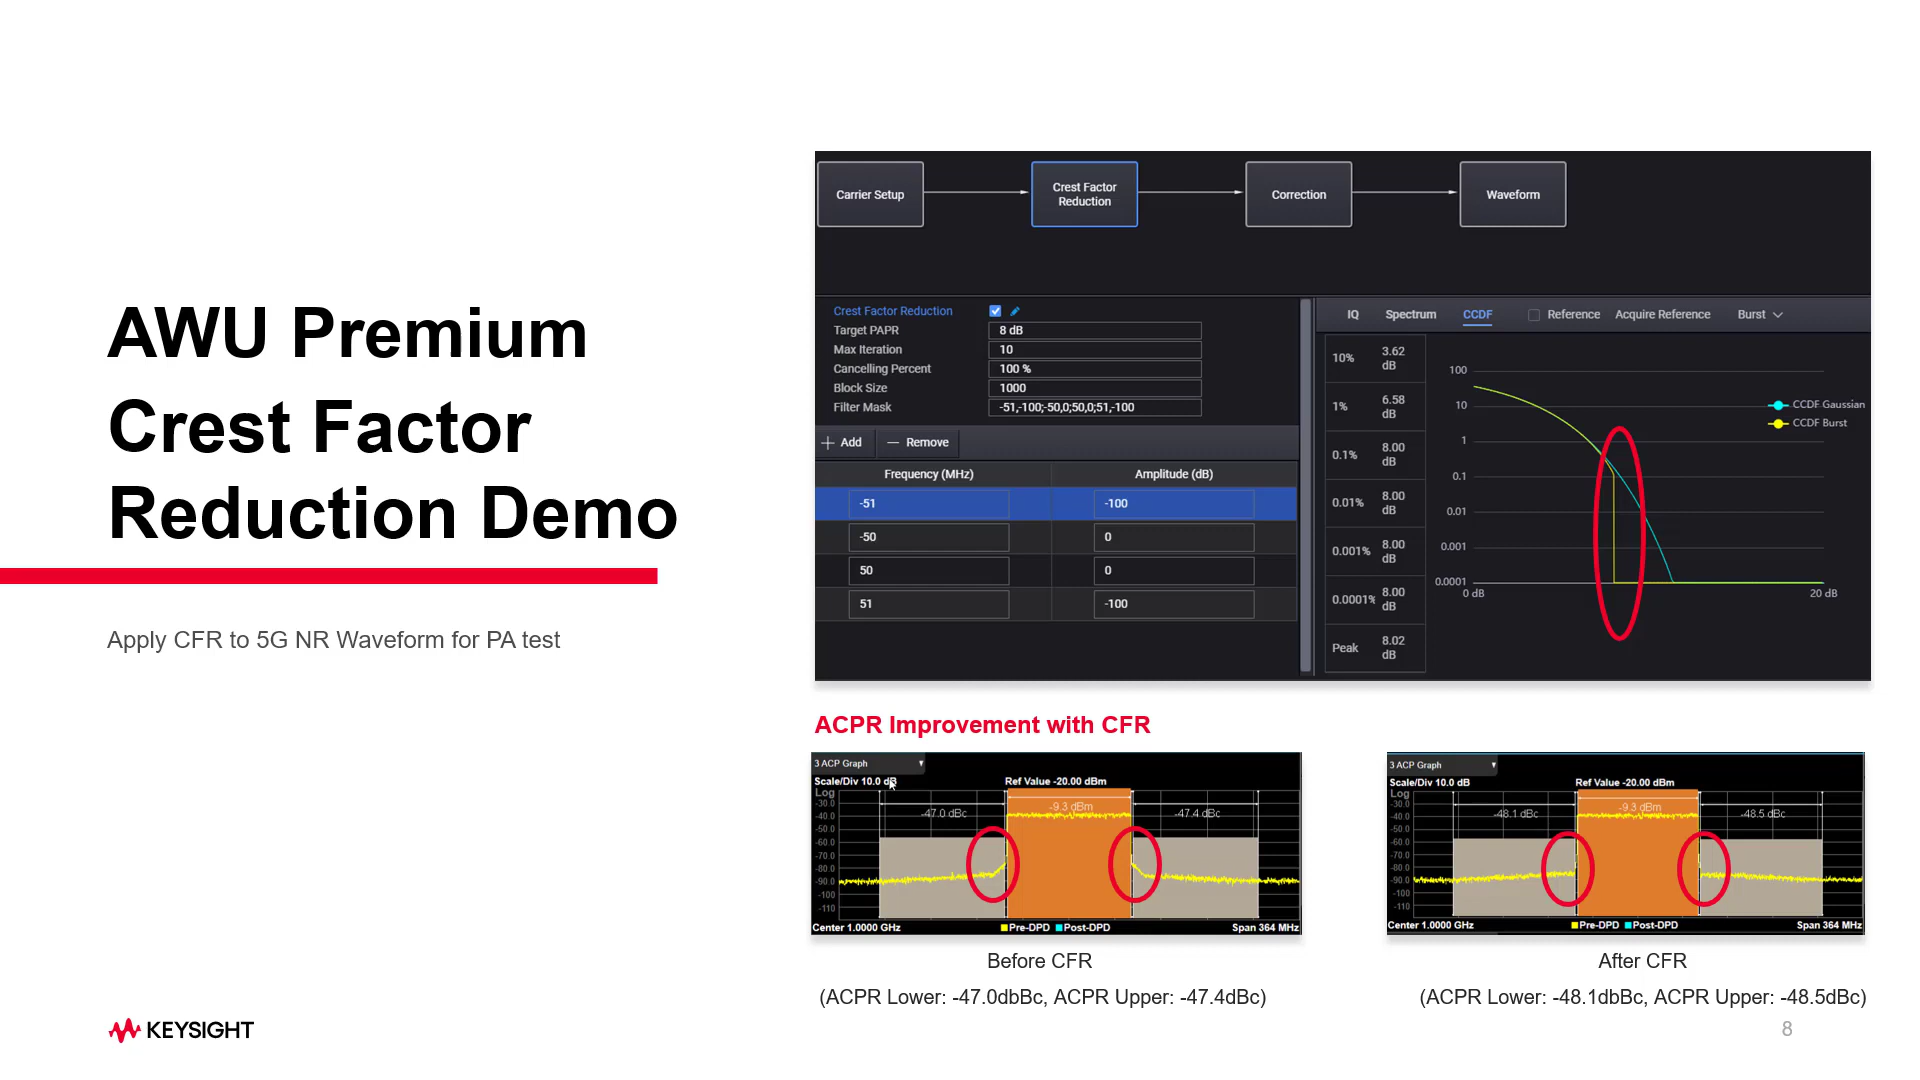 AWU Premium
Crest Factor
Reduction Demo
Apply CFR to 5G NR Waveform for PA test
Carrier Setup
Crest Factor
Reduction
Correction
Waveform
Crest Factor Reduction
Target PAPR 8 dB
Max Iteration 10
Cancelling Percent 100 %
Block Size 1000
Filter Mask -51,-100;-50,0;50,0;51,-100
Add Remove
Frequency (MHz) Amplitude (dB)
-51 -100
-50 0
50 0
51 -100
IQ Spectrum CCDF Reference Acquire Reference Burst
10% 3.62 dB
1% 6.58 dB
0.1% 8.00 dB
0.01% 8.00 dB
0.001% 8.00 dB
0.0001% 8.00 dB
Peak 8.02 dB
100
10
1
0.1
0.01
0.001
0.0001
0 dB 20 dB
CCDF Gaussian
CCDF Burst
ACPR Improvement with CFR
3 ACP Graph
Scale/Div 10.0 dB Ref Value -20.00 dBm
Log
-30.0
-40.0
-50.0
-60.0
-70.0
-80.0
-90.0
-100
-110
-47.0 dBc -9.3 dBm -47.4 dBc
Center 1.0000 GHz Pre-DPD Post-DPD Span 364 MHz
Before CFR
(ACPR Lower: -47.0dbBc, ACPR Upper: -47.4dBc)
3 ACP Graph
Scale/Div 10.0 dB Ref Value -20.00 dBm
Log
-30.0
-40.0
-50.0
-60.0
-70.0
-80.0
-90.0
-100
-110
-48.1 dBc -9.3 dBm -48.5 dBc
Center 1.0000 GHz Pre-DPD Post-DPD Span 364 MHz
After CFR
(ACPR Lower: -48.1dbBc, ACPR Upper: -48.5dBc)
KEYSIGHT
8